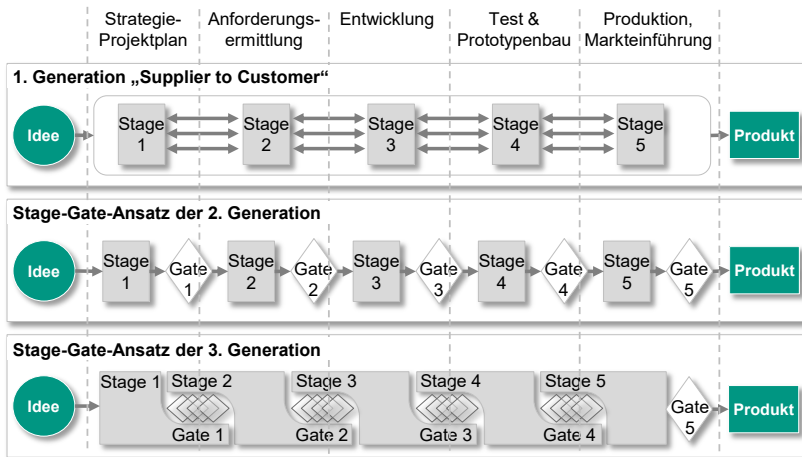 Strategie-
Projektplan
Anforderungs-
ermittlung
Entwicklung
Test &
Prototypenbau
Produktion,
Markteinführung
1. Generation „Supplier to Customer“
Idee
Stage
1
Stage
2
Stage
3
Stage
4
Stage
5
Produkt
Stage-Gate-Ansatz der 2. Generation
Idee
Stage
1
Gate
1
Stage
2
Gate
2
Stage
3
Gate
3
Stage
4
Gate
4
Stage
5
Gate
5
Produkt
Stage-Gate-Ansatz der 3. Generation
Idee
Stage 1
Stage 2
Gate 1
Stage 3
Gate 2
Stage 4
Gate 3
Stage 5
Gate 4
Gate
5
Produkt